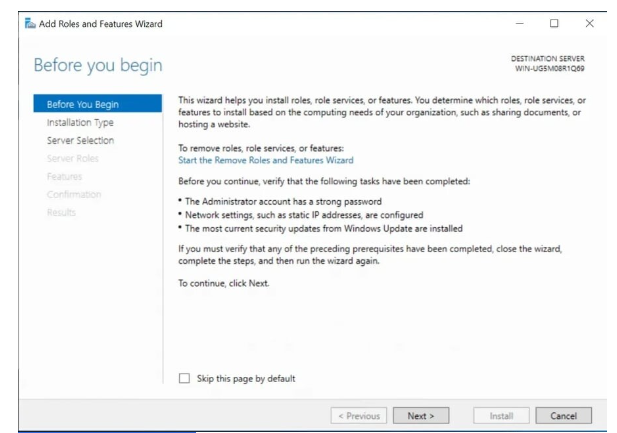 Add Roles and Features Wizard
Before you begin
DESTINATION SERVER
WIN-UG5M08R1Q69
Before You Begin
Installation Type
Server Selection
Server Roles
Features
Confirmation
Results
This wizard helps you install roles, role services, or features. You determine which roles, role services, or
features to install based on the computing needs of your organization, such as sharing documents, or
hosting a website.
To remove roles, role services, or features:
Start the Remove Roles and Features Wizard
Before you continue, verify that the following tasks have been completed:
• The Administrator account has a strong password
• Network settings, such as static IP addresses, are configured
• The most current security updates from Windows Update are installed
If you must verify that any of the preceding prerequisites have been completed, close the wizard,
complete the steps, and then run the wizard again.
To continue, click Next.
Skip this page by default
< Previous
Next >
Install
Cancel